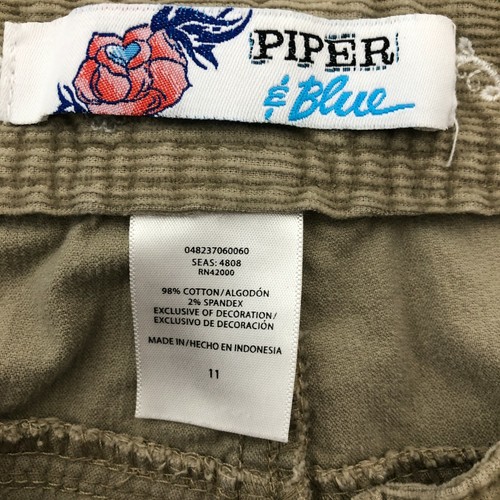 PIPER
& Blue
048237060060
SEAS: 4808
RN42000
98% COTTON/ALGODÓN
2% SPANDEX
EXCLUSIVE OF DECORATION/
EXCLUSIVO DE DECORACIÓN
MADE IN/HECHO EN INDONESIA
11